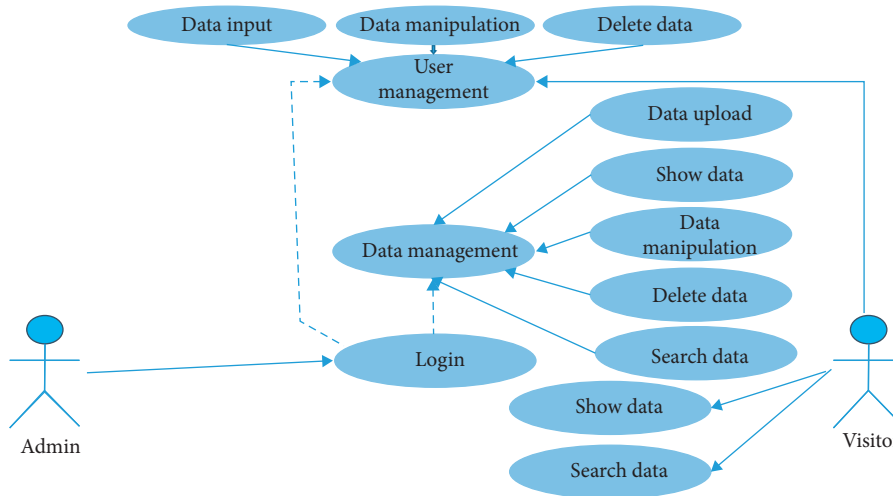 Data input
Data manipulation
Delete data
User
management
Data upload
Show data
Data
manipulation
Data management
Delete data
Login
Search data
Show data
Search data
Admin
Visito